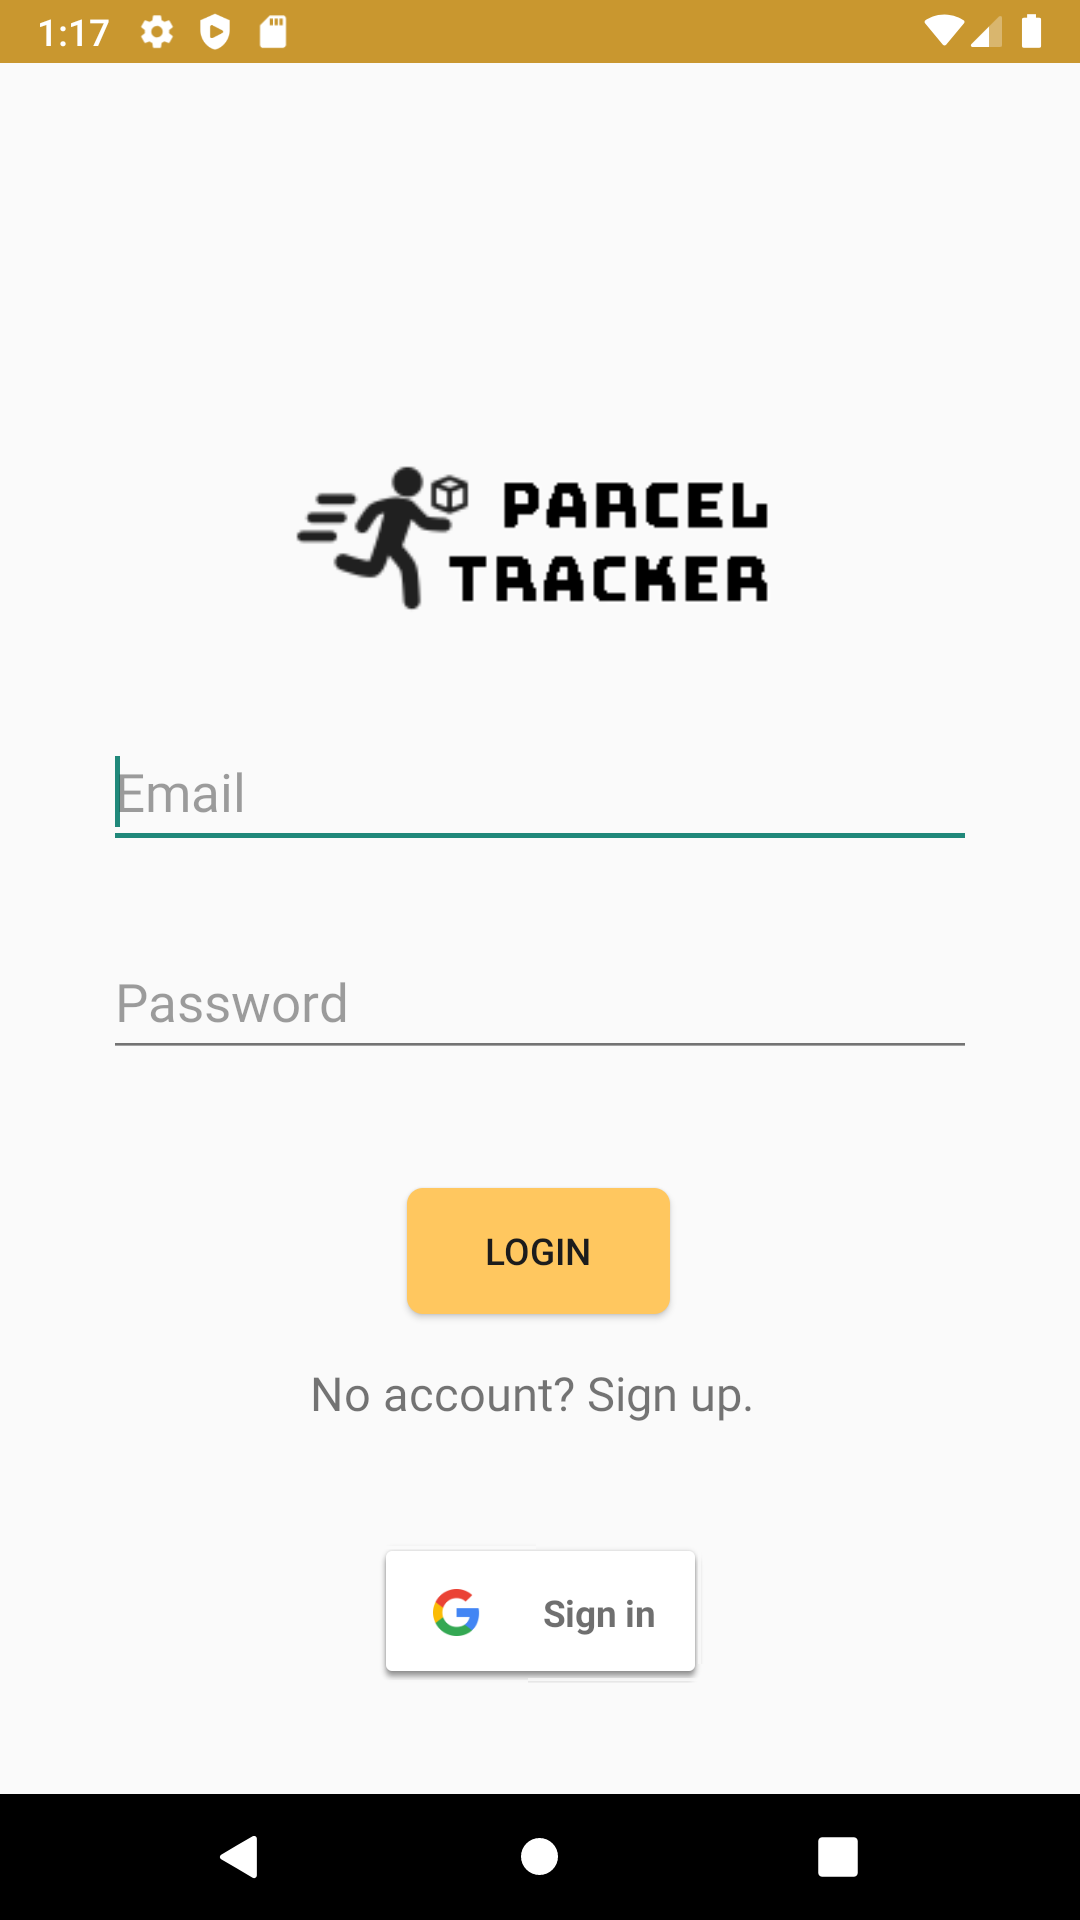 1:17
PARCEL
TRACKER
Email
Password
LOGIN
No account? Sign up.
Sign in